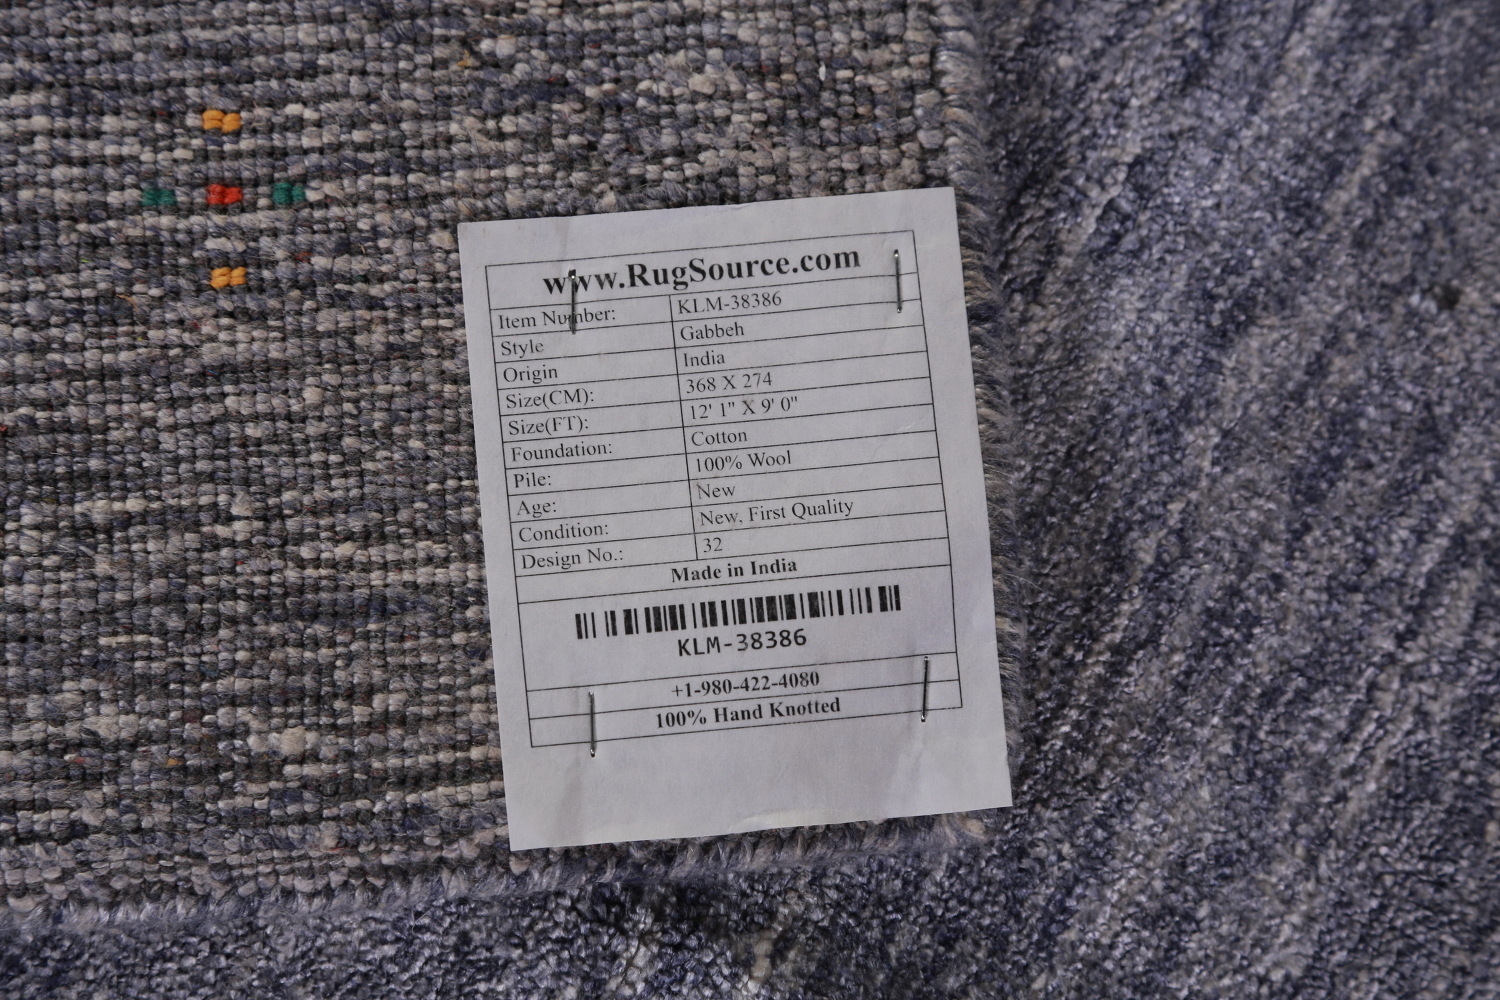 www.RugSource.com
Item Number: KLM-38386
Style Gabbeh
Origin India
Size(CM): 368 X 274
Size(FT): 12' 1" X 9' 0"
Foundation: Cotton
Pile: 100% Wool
Age: New
Condition: New, First Quality
Design No.: 32
Made in India
KLM-38386
+1-980-422-4080
100% Hand Knotted